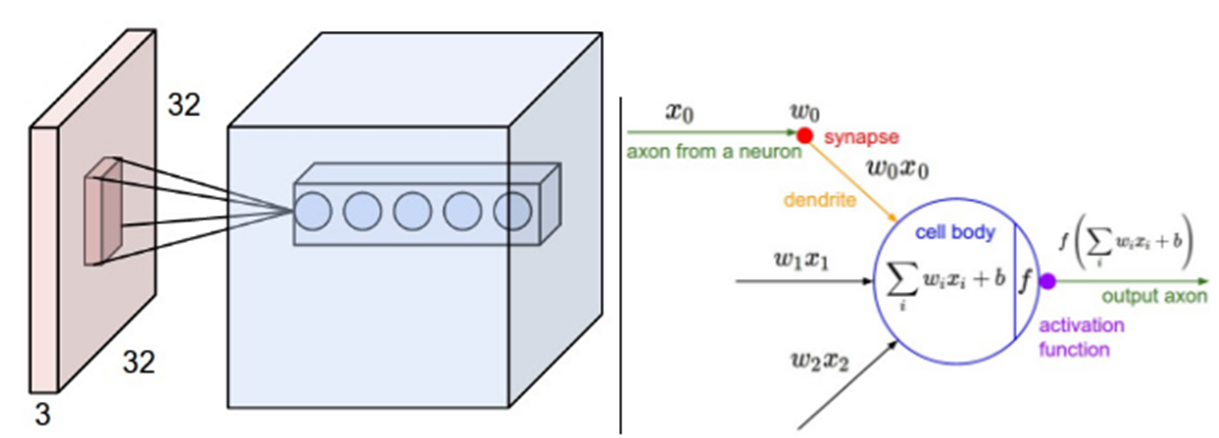 32
32
3
x₀
w₀
synapse
axon from a neuron
w₀x₀
dendrite
cell body
f(∑ᵢ wᵢxᵢ + b)
w₁x₁
∑ᵢ wᵢxᵢ + b
f
output axon
activation
function
w₂x₂